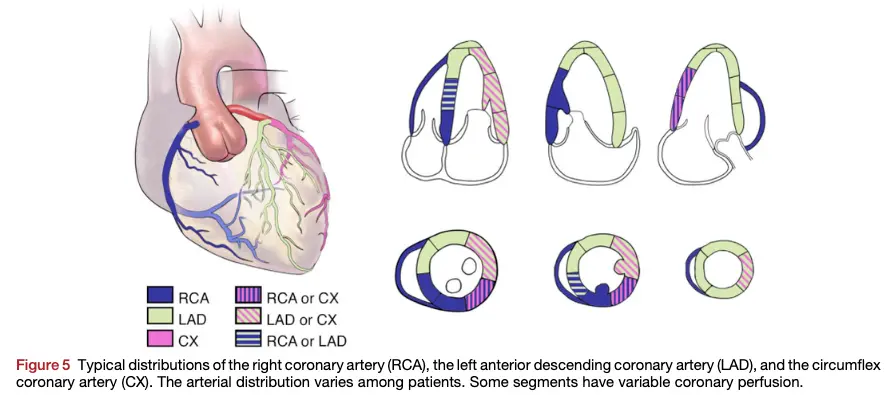 RCA
LAD
CX
RCA or CX
LAD or CX
RCA or LAD
Figure 5 Typical distributions of the right coronary artery (RCA), the left anterior descending coronary artery (LAD), and the circumflex
coronary artery (CX). The arterial distribution varies among patients. Some segments have variable coronary perfusion.